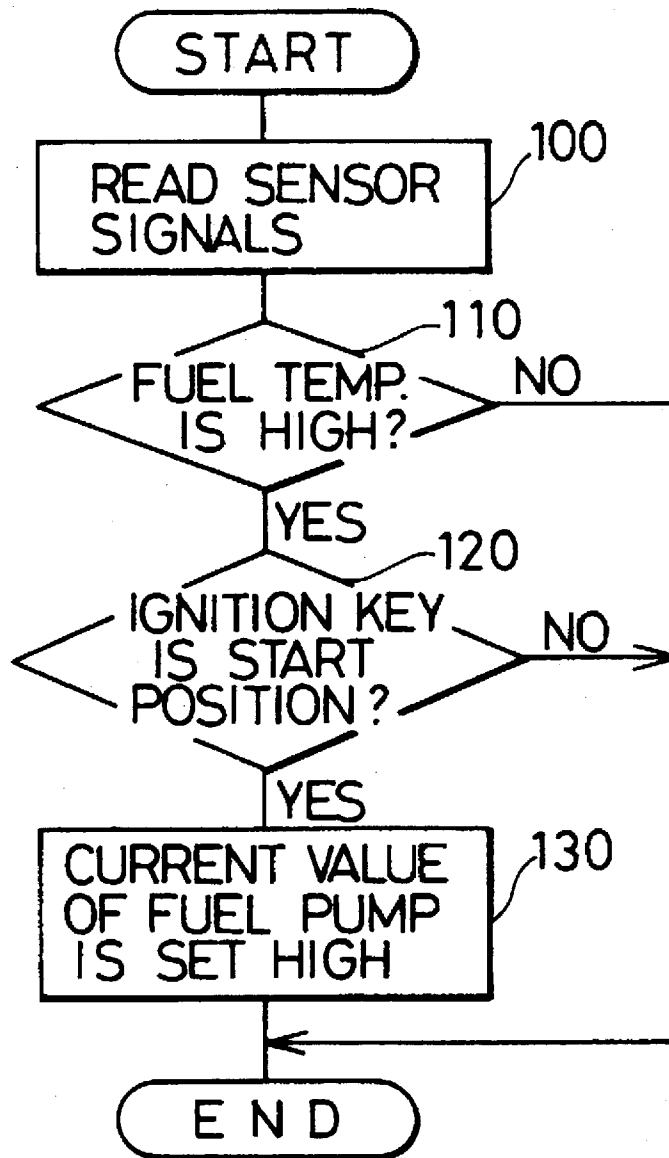 START
100
READ SENSOR
SIGNALS
110
FUEL TEMP.
IS HIGH?
NO
YES
120
IGNITION KEY
IS START
POSITION?
NO
YES
130
CURRENT VALUE
OF FUEL PUMP
IS SET HIGH
END